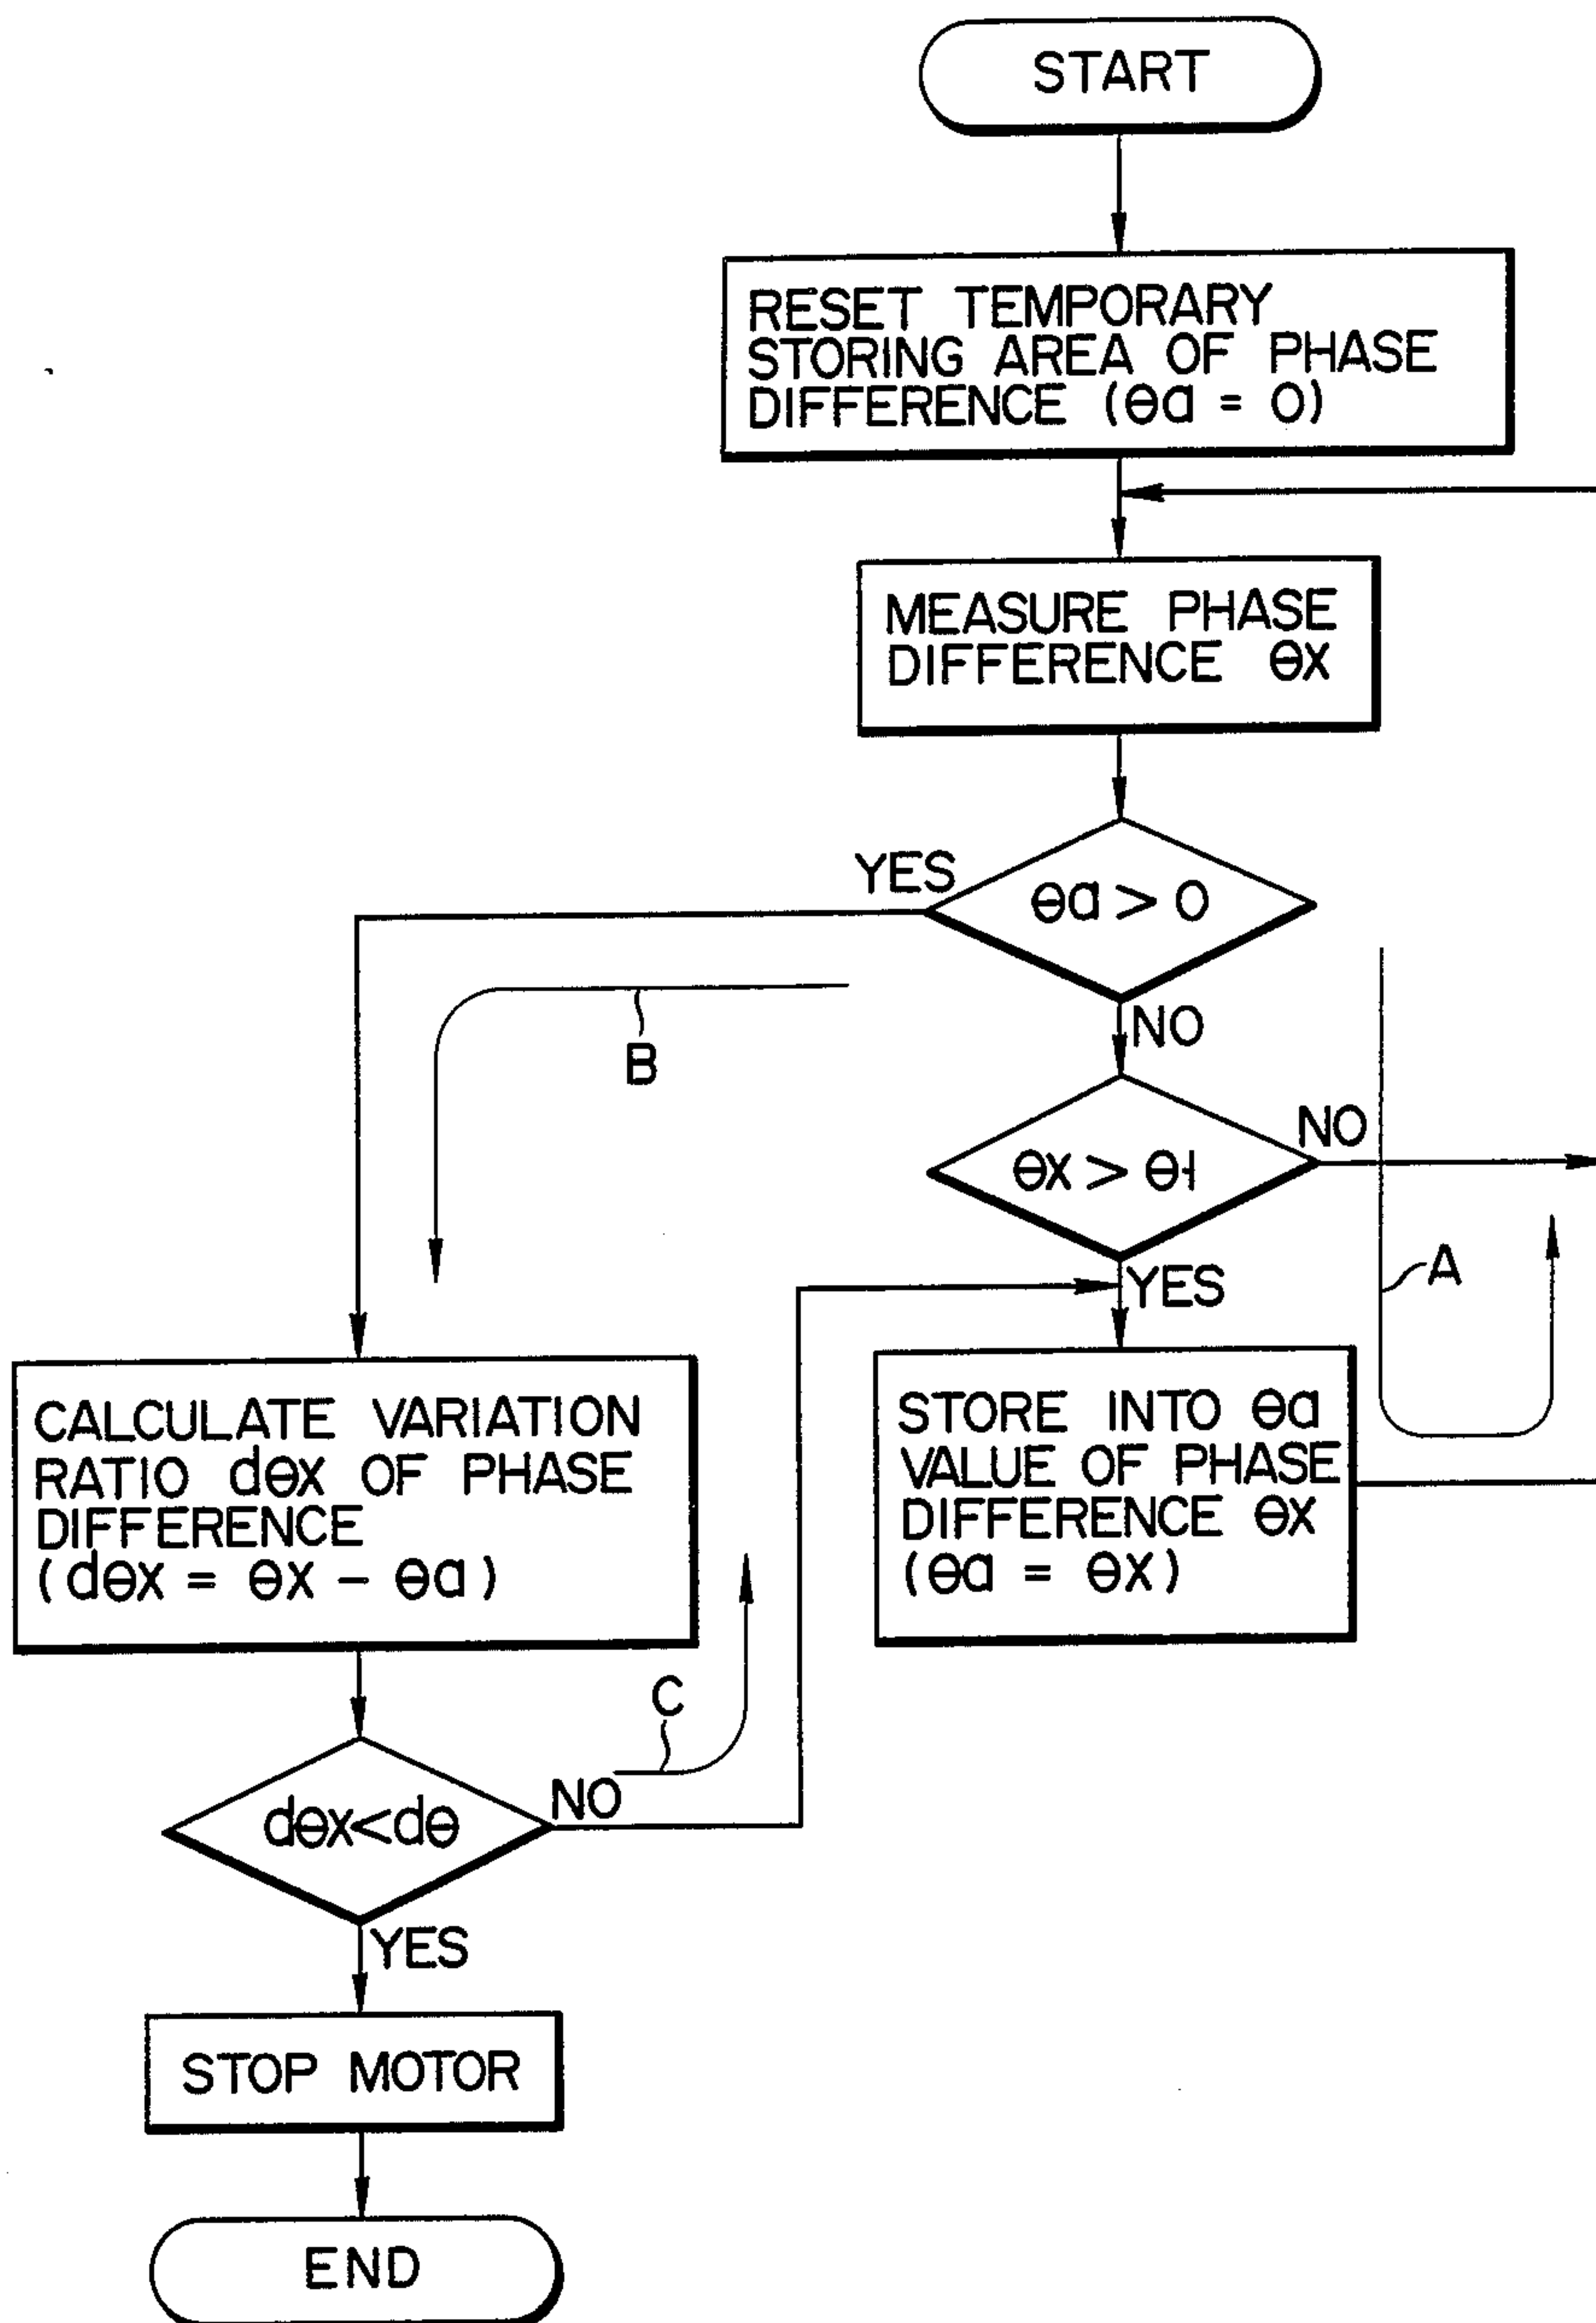 START
RESET TEMPORARY
STORING AREA OF PHASE
DIFFERENCE (θa = 0)
MEASURE PHASE
DIFFERENCE θx
YES
θa > 0
NO
B
NO
θx > θ1
A
YES
CALCULATE VARIATION
RATIO dθx OF PHASE
DIFFERENCE
(dθx = θx - θa)
STORE INTO θa
VALUE OF PHASE
DIFFERENCE θx
(θa = θx)
C
NO
dθx<dθ
YES
STOP MOTOR
END